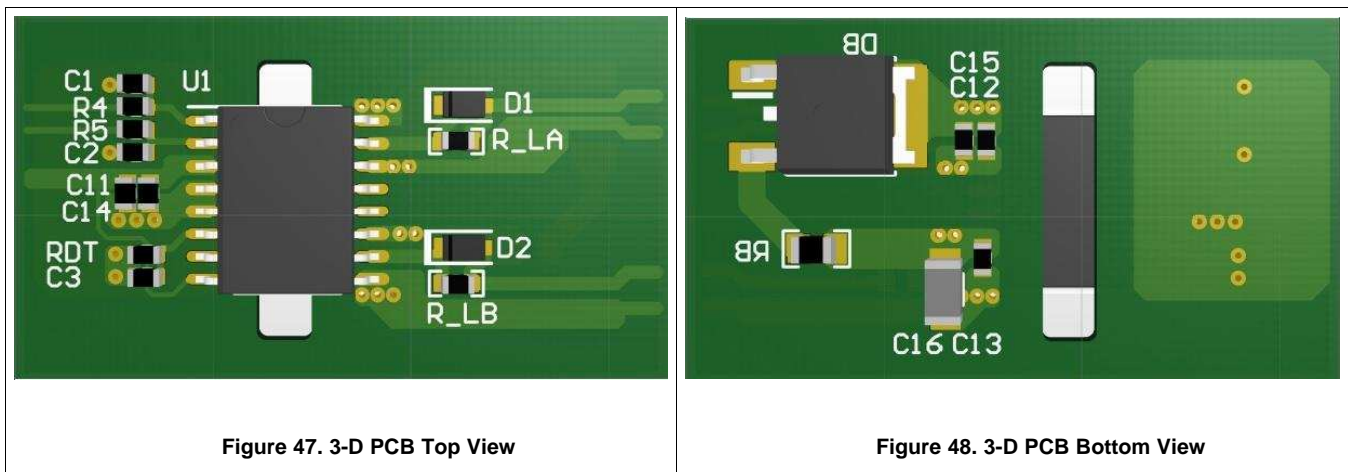 C1
U1
R4
R5
C2
C11
C14
RDT
C3
D1
R_LA
D2
R_LB
Figure 47. 3-D PCB Top View
DB
C15
C12
RB
C16 C13
Figure 48. 3-D PCB Bottom View